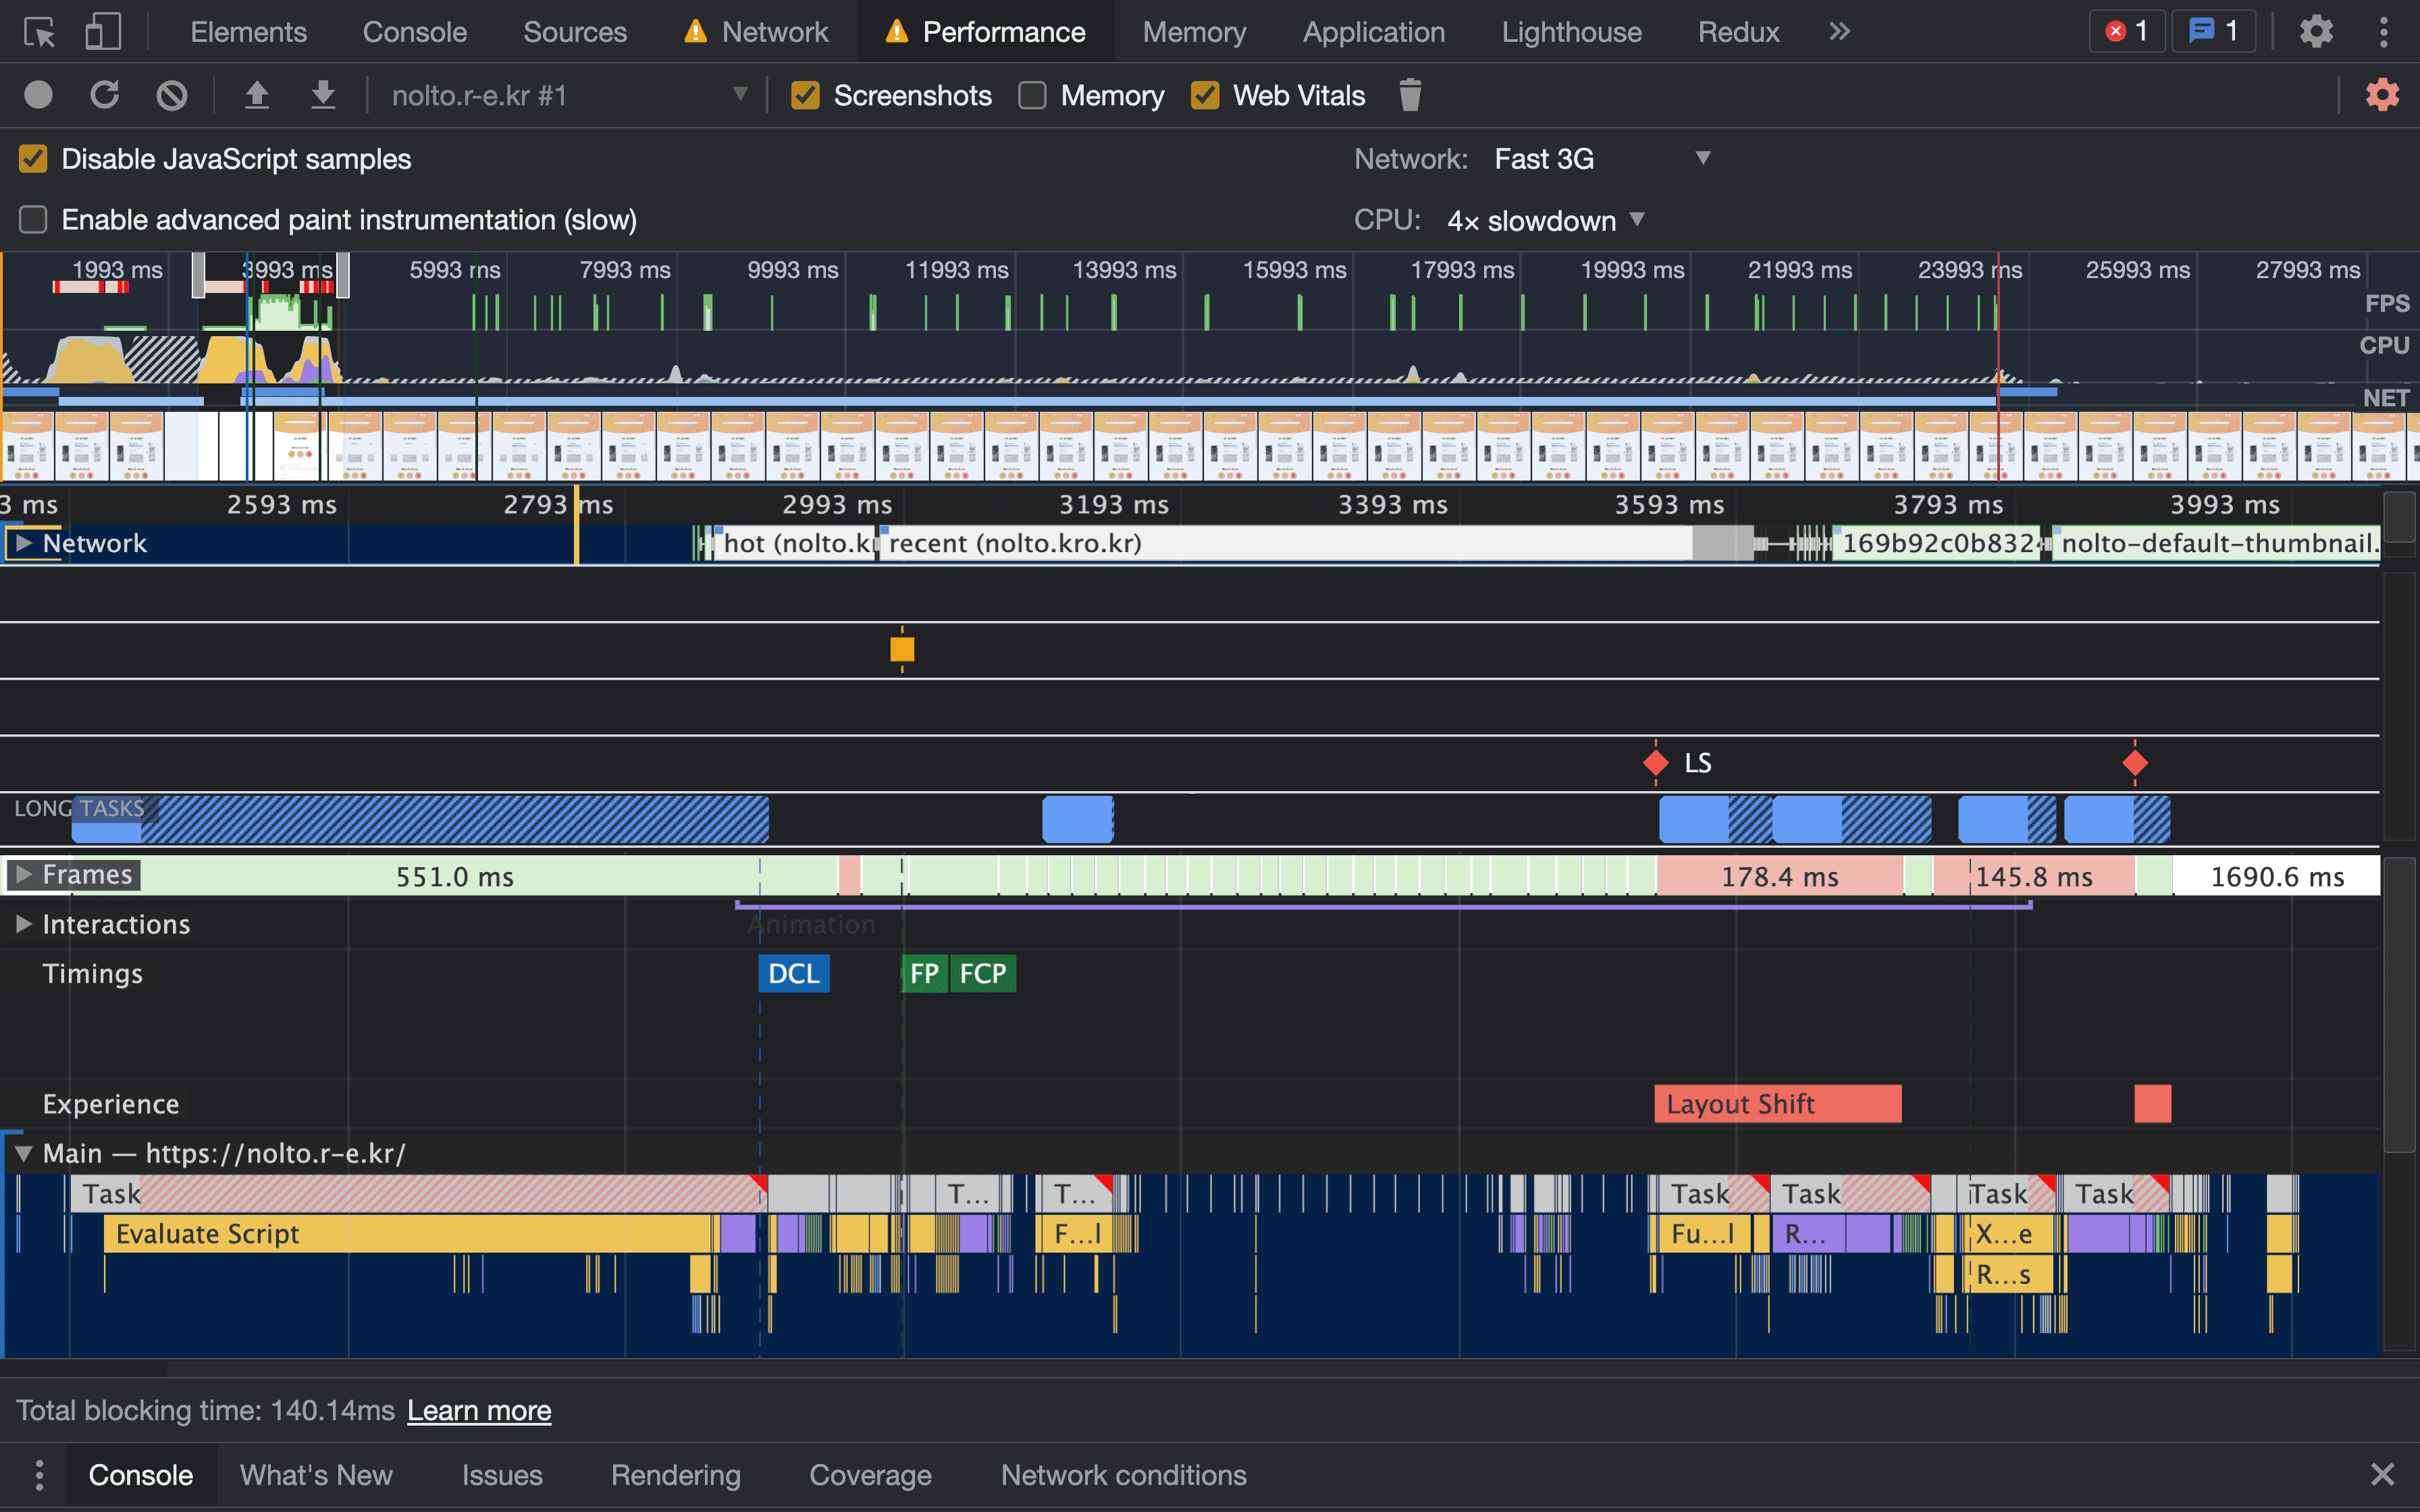 Elements Console Sources Network Performance Memory Application Lighthouse Redux 1 1
nolto.r-e.kr #1 Screenshots Memory Web Vitals
Disable JavaScript samples Network: Fast 3G
Enable advanced paint instrumentation (slow) CPU: 4× slowdown
1993 ms 3993 ms 5993 ms 7993 ms 9993 ms 11993 ms 13993 ms 15993 ms 17993 ms 19993 ms 21993 ms 23993 ms 25993 ms 27993 ms
FPS
CPU
NET
3 ms 2593 ms 2793 ms 2993 ms 3193 ms 3393 ms 3593 ms 3793 ms 3993 ms
Network hot (nolto.k recent (nolto.kro.kr) 169b92c0b832 nolto-default-thumbnail.
LS
LONG TASKS
Frames 551.0 ms 178.4 ms 145.8 ms 1690.6 ms
Interactions Animation
Timings DCL FP FCP
Experience Layout Shift
Main — https://nolto.r-e.kr/
Task T... T... Task Task Task Task
Evaluate Script F...l Fu...l R... X...e
R...s
Total blocking time: 140.14ms Learn more
Console What's New Issues Rendering Coverage Network conditions